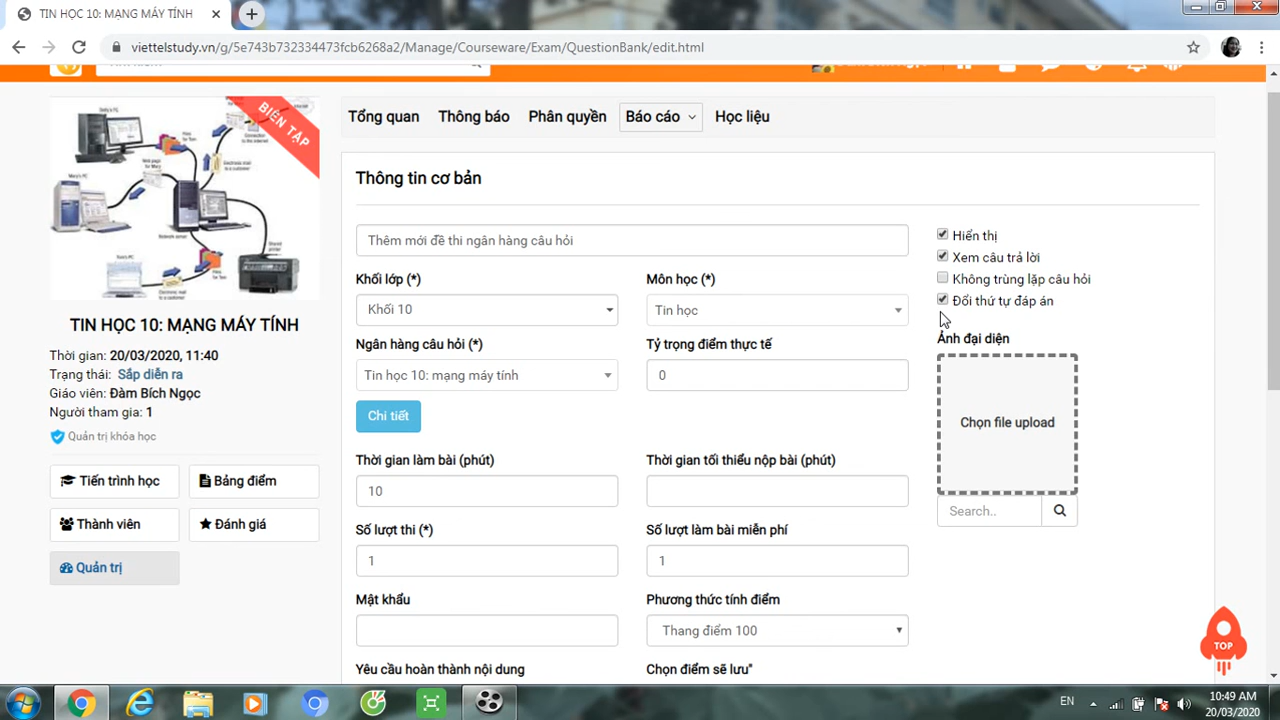 TIN HỌC 10: MẠNG MÁY TÍNH
viettelstudy.vn/g/5e743b732334473fcb6268a2/Manage/Courseware/Exam/QuestionBank/edit.html
BIÊN TẬP
TIN HỌC 10: MẠNG MÁY TÍNH
Thời gian: 20/03/2020, 11:40
Trạng thái: Sắp diễn ra
Giáo viên: Đàm Bích Ngọc
Người tham gia: 1
Quản trị khóa học
Tiến trình học
Bảng điểm
Thành viên
Đánh giá
Quản trị
Tổng quan
Thông báo
Phân quyền
Báo cáo
Học liệu
Thông tin cơ bản
Thêm mới đề thi ngân hàng câu hỏi
Khối lớp (*)
Môn học (*)
Khối 10
Tin học
Ngân hàng câu hỏi (*)
Tỷ trọng điểm thực tế
Tin học 10: mạng máy tính
0
Chi tiết
Thời gian làm bài (phút)
Thời gian tối thiểu nộp bài (phút)
10
Số lượt thi (*)
Số lượt làm bài miễn phí
1
1
Mật khẩu
Phương thức tính điểm
Thang điểm 100
Yêu cầu hoàn thành nội dung
Chọn điểm sẽ lưu"
Hiển thị
Xem câu trả lời
Không trùng lặp câu hỏi
Đổi thứ tự đáp án
Ảnh đại diện
Chọn file upload
Search..
TOP
EN
10:49 AM
20/03/2020